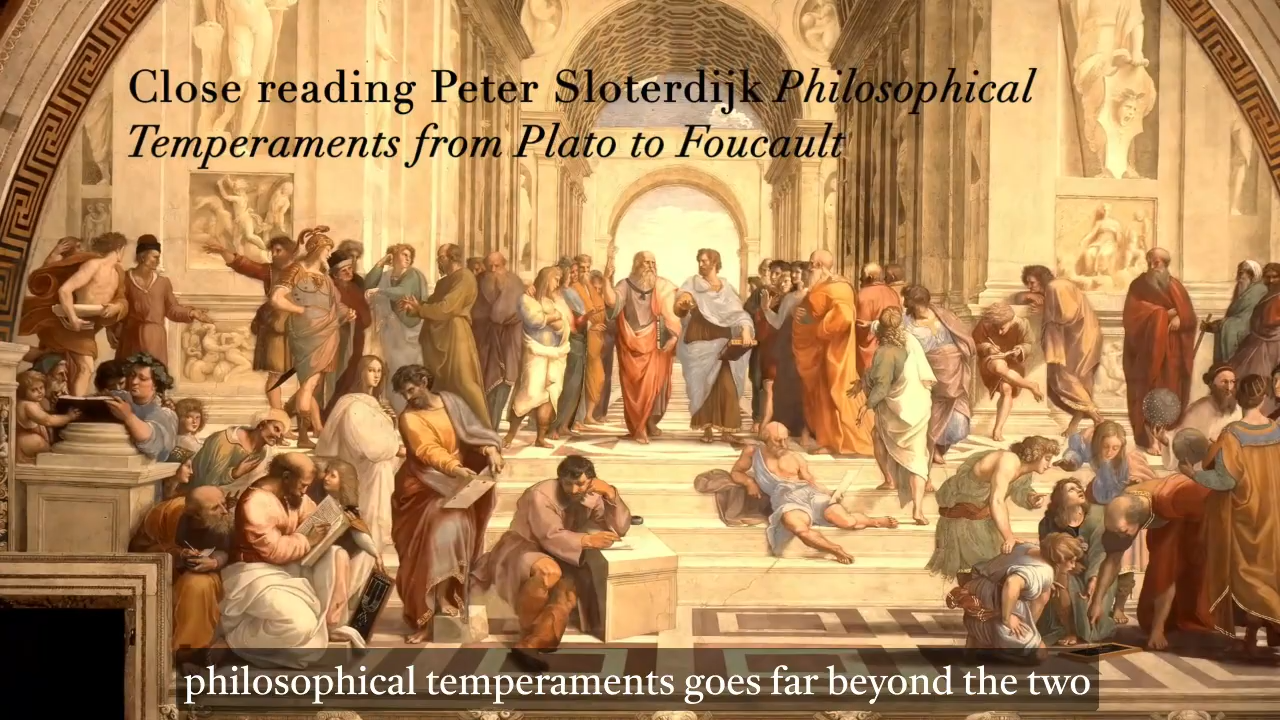 Close reading Peter Sloterdijk Philosophical
Temperaments from Plato to Foucault
philosophical temperaments goes far beyond the two